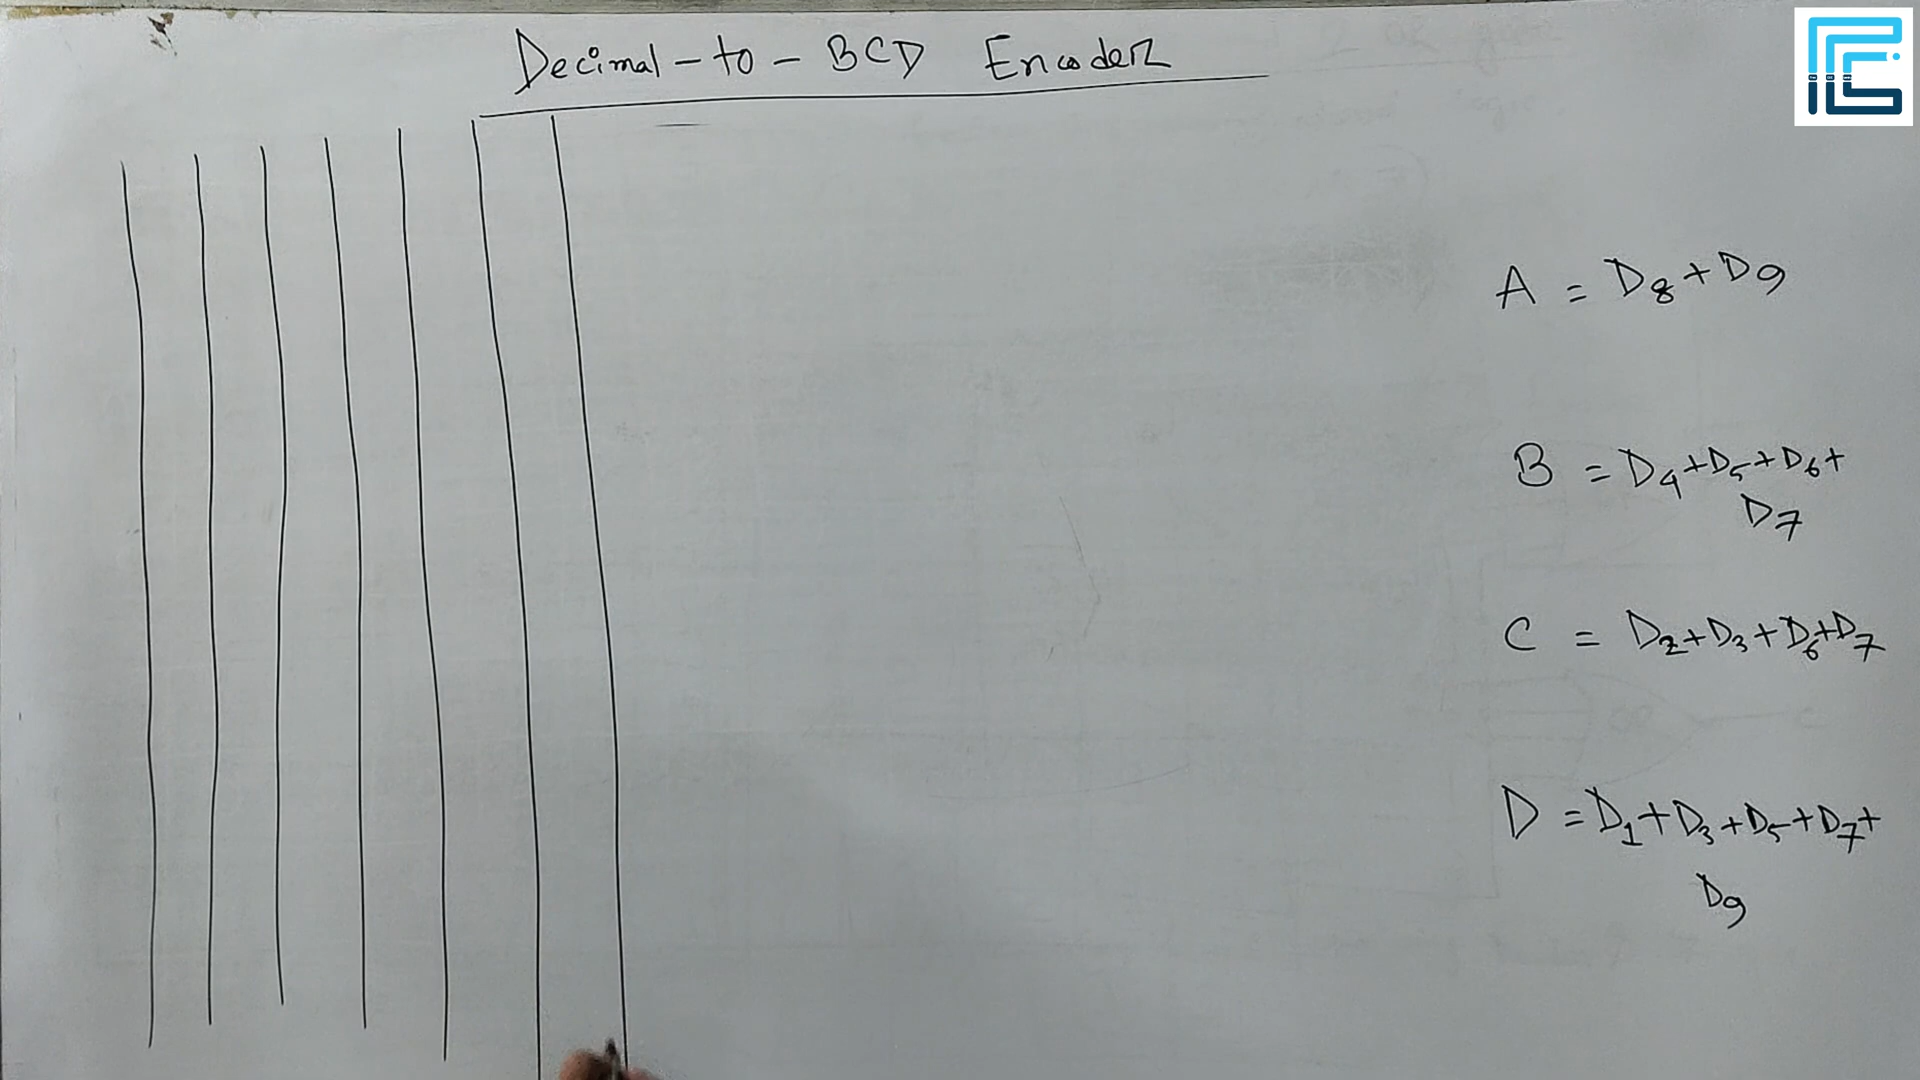 Decimal-to-BCD Encoder
A = D8+D9
B = D4+D5+D6+
D7
C = D2+D3+D6+D7
D = D1+D3+D5+D7+
D9